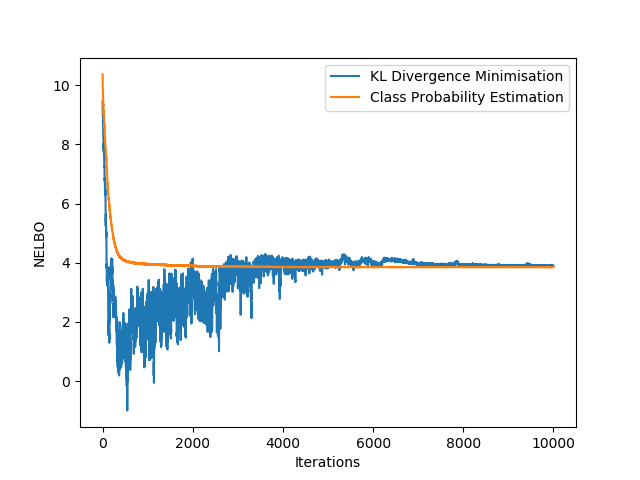 KL Divergence Minimisation
Class Probability Estimation
NELBO
10
8
6
4
2
0
0 2000 4000 6000 8000 10000
Iterations